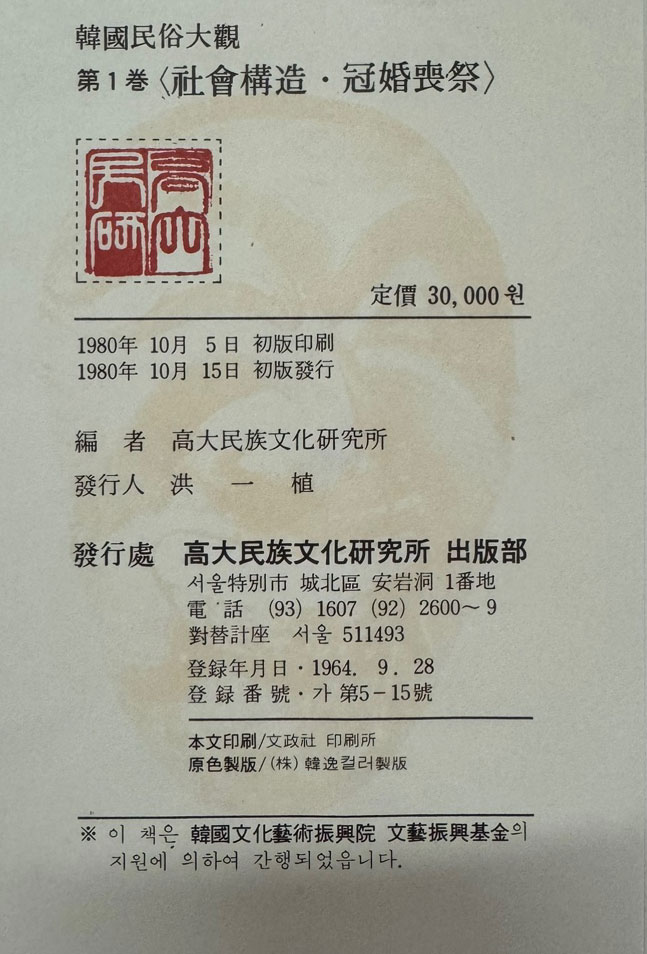 韓國民俗大觀
第1巻〈社會構造·冠婚喪祭〉
高大
民研
定價 30,000원
1980年 10月 5日 初版印刷
1980年 10月 15日 初版發行
編 者 高大民族文化硏究所
發行人 洪 一 植
發行處 高大民族文化硏究所 出版部
서울特別市 城北區 安岩洞 1番地
電 話 (93) 1607 (92) 2600~9
對替計座 서울 511493
登録年月日·1964. 9. 28
登録番號·가 第5-15號
本文印刷/文政社 印刷所
原色製版/(株) 韓逸컬러製版
※ 이 책은 韓國文化藝術振興院 文藝振興基金의
지원에 의하여 간행되었읍니다.